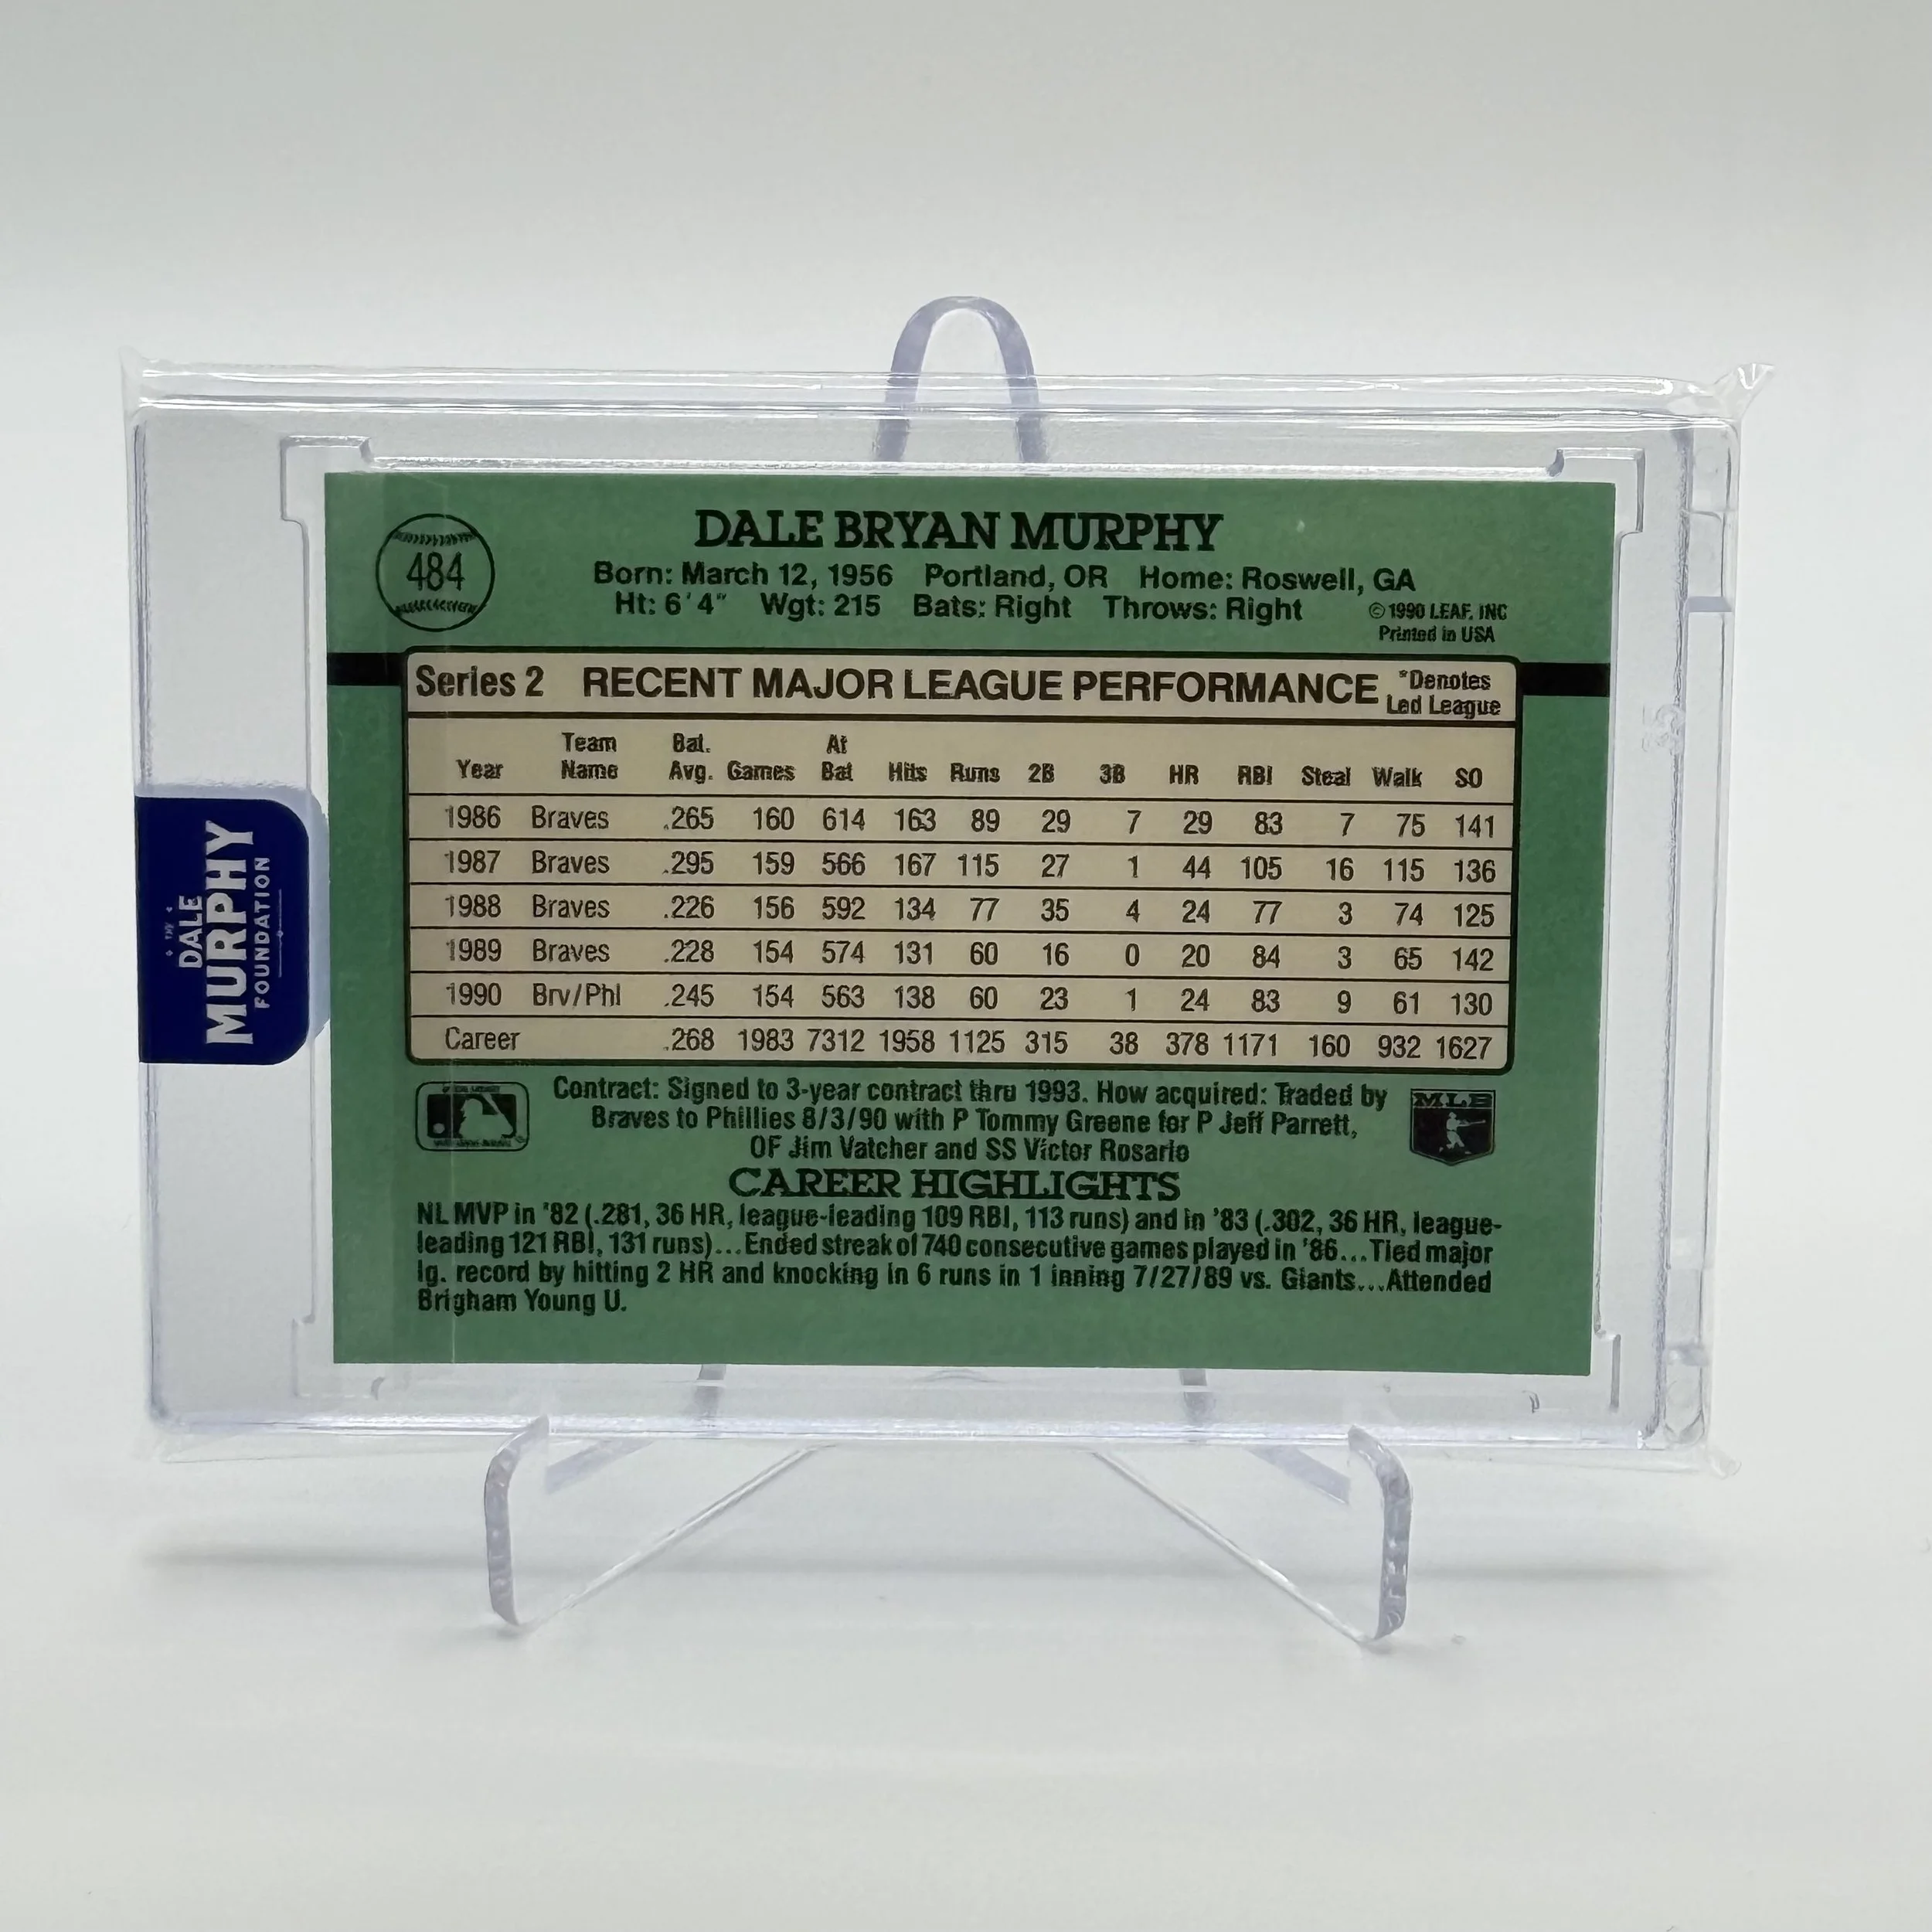 DALE BRYAN MURPHY
484
Born: March 12, 1956 Portland, OR Home: Roswell, GA
Ht: 6'4" Wgt: 215 Bats: Right Throws: Right
©1990 LEAF, INC
Printed in USA
Series 2 RECENT MAJOR LEAGUE PERFORMANCE *Denotes Led League
Year Team Name Bat. Avg. Games At Bat Hits Runs 2B 3B HR RBI Steal Walk SO
1986 Braves .265 160 614 163 89 29 7 29 83 7 75 141
1987 Braves .295 159 566 167 115 27 1 44 105 16 115 136
1988 Braves .226 156 592 134 77 35 4 24 77 3 74 125
1989 Braves .228 154 574 131 60 16 0 20 84 3 65 142
1990 Brv/Phl .245 154 563 138 60 23 1 24 83 9 61 130
Career .268 1983 7312 1958 1125 315 38 378 1171 160 932 1627
Contract: Signed to 3-year contract thru 1993. How acquired: Traded by
Braves to Phillies 8/3/90 with P Tommy Greene for P Jeff Parrett,
OF Jim Vatcher and SS Victor Rosario
MLB
CAREER HIGHLIGHTS
NL MVP in '82 (.281, 36 HR, league-leading 109 RBI, 113 runs) and in '83 (.302, 36 HR, league-
leading 121 RBI, 131 runs)...Ended streak of 740 consecutive games played in '86...Tied major
lg. record by hitting 2 HR and knocking in 6 runs in 1 inning 7/27/89 vs. Giants...Attended
Brigham Young U.
THE
DALE
MURPHY
FOUNDATION